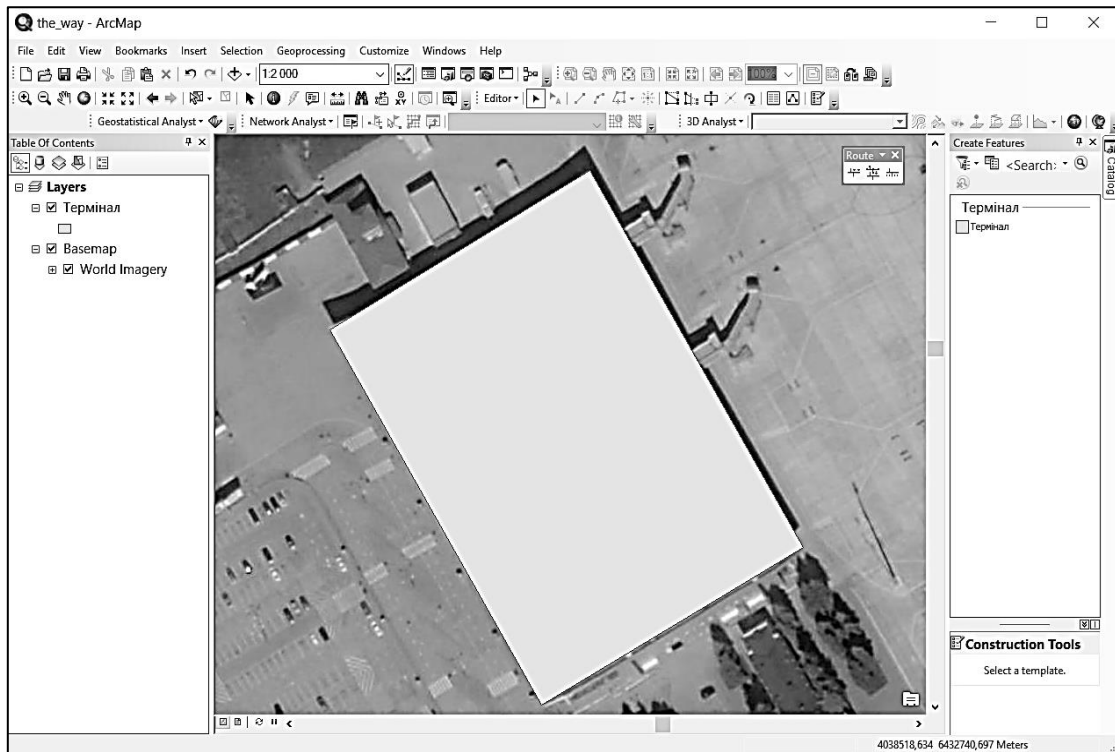 the_way - ArcMap
File Edit View Bookmarks Insert Selection Geoprocessing Customize Windows Help
1:2 000
100%
Editor
Geostatistical Analyst
Network Analyst
3D Analyst
Table Of Contents
Layers
Термінал
Basemap
World Imagery
Route
Create Features
<Search:
Термінал
Термінал
Catalog
Construction Tools
Select a template.
4038518,634 6432740,697 Meters